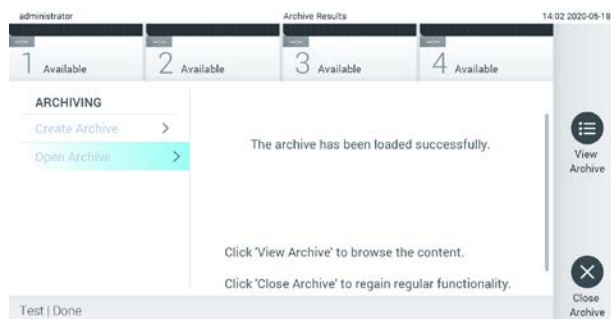 administrator Archive Results 14:02 2020-05-18
1 Available 2 Available 3 Available 4 Available
ARCHIVING
Create Archive >
Open Archive >
The archive has been loaded successfully.
Click 'View Archive' to browse the content.
Click 'Close Archive' to regain regular functionality.
View
Archive
Close
Archive
Test | Done